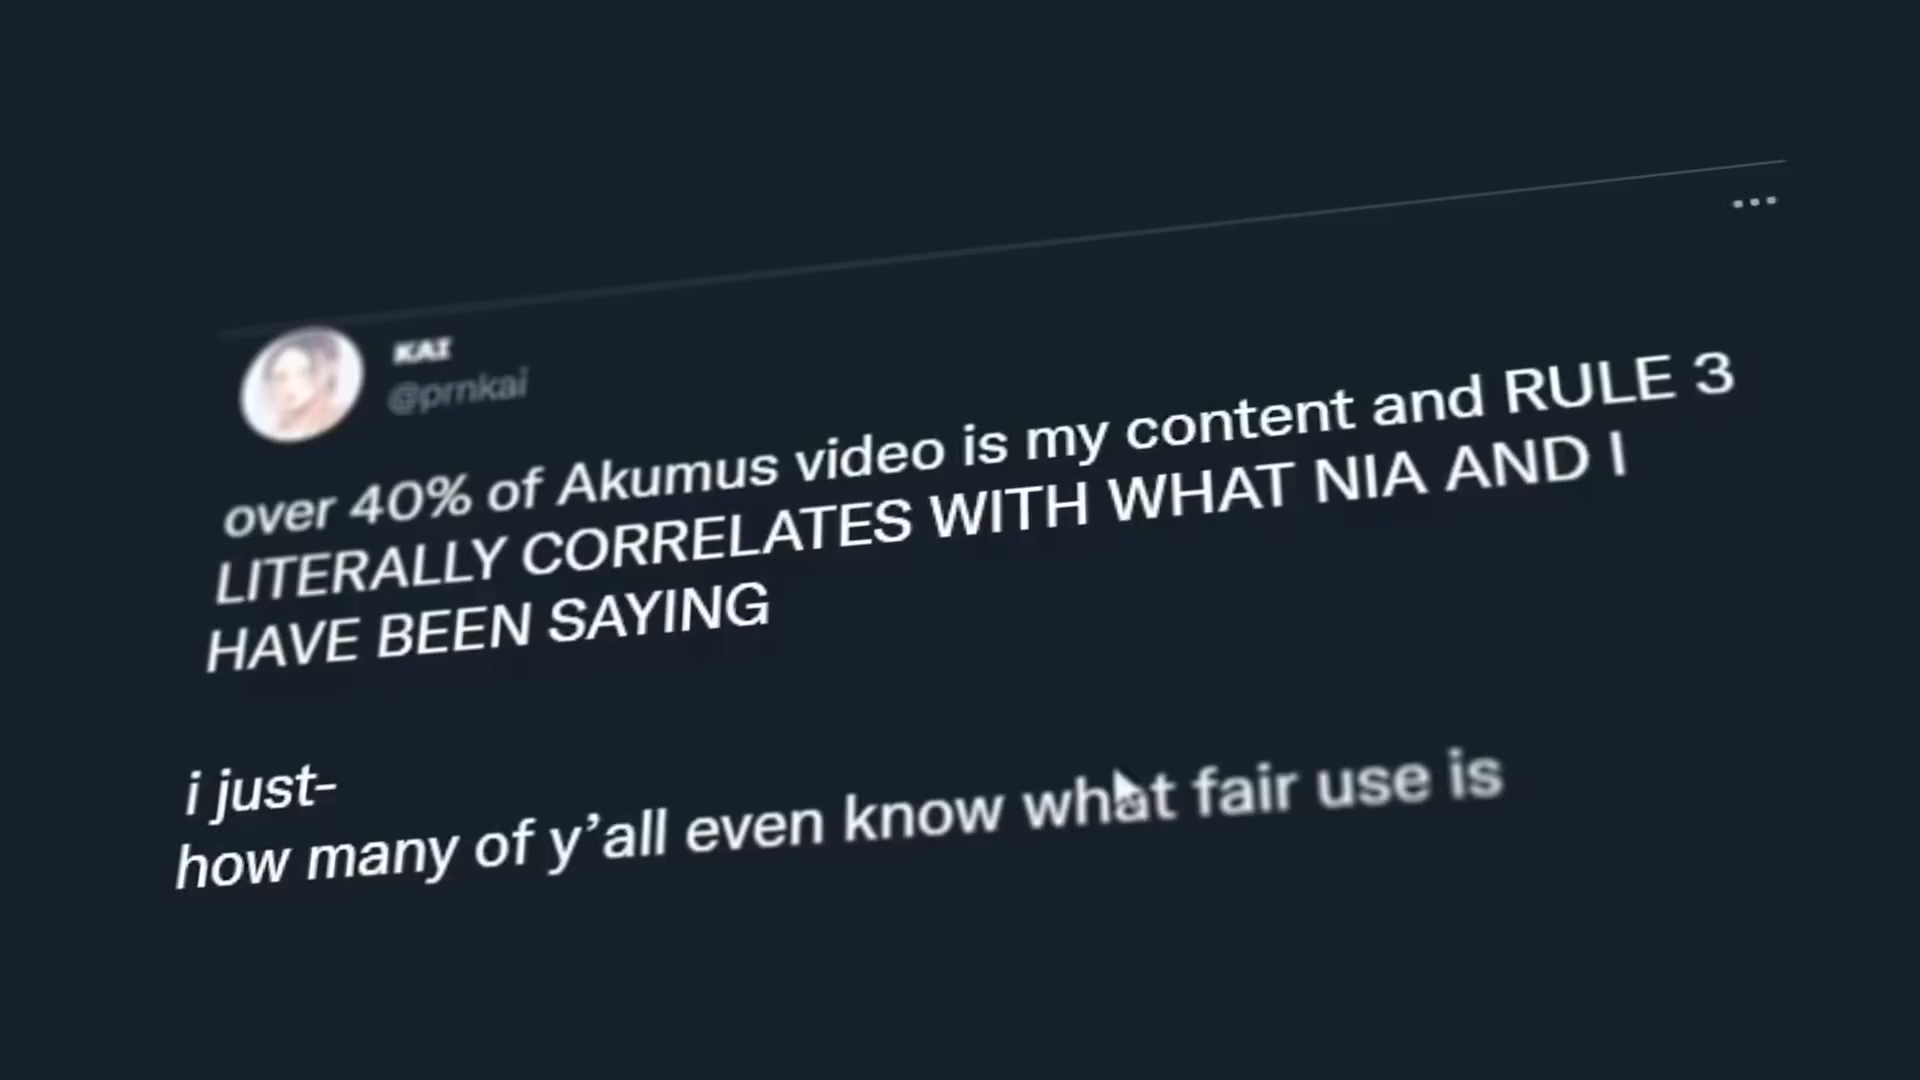 KAI
@prnkai
over 40% of Akumus video is my content and RULE 3
LITERALLY CORRELATES WITH WHAT NIA AND I
HAVE BEEN SAYING
i just-
how many of y’all even know what fair use is